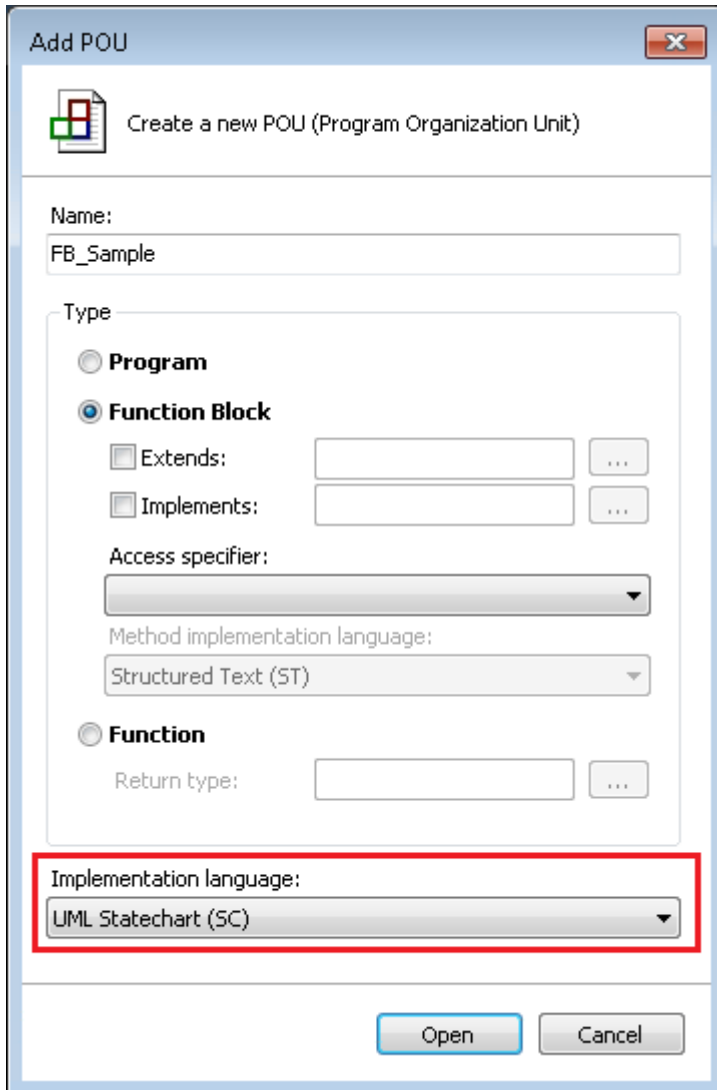 Add POU
Create a new POU (Program Organization Unit)
Name:
FB_Sample
Type
Program
Function Block
Extends:
...
Implements:
...
Access specifier:
Method implementation language:
Structured Text (ST)
Function
Return type:
...
Implementation language:
UML Statechart (SC)
Open Cancel